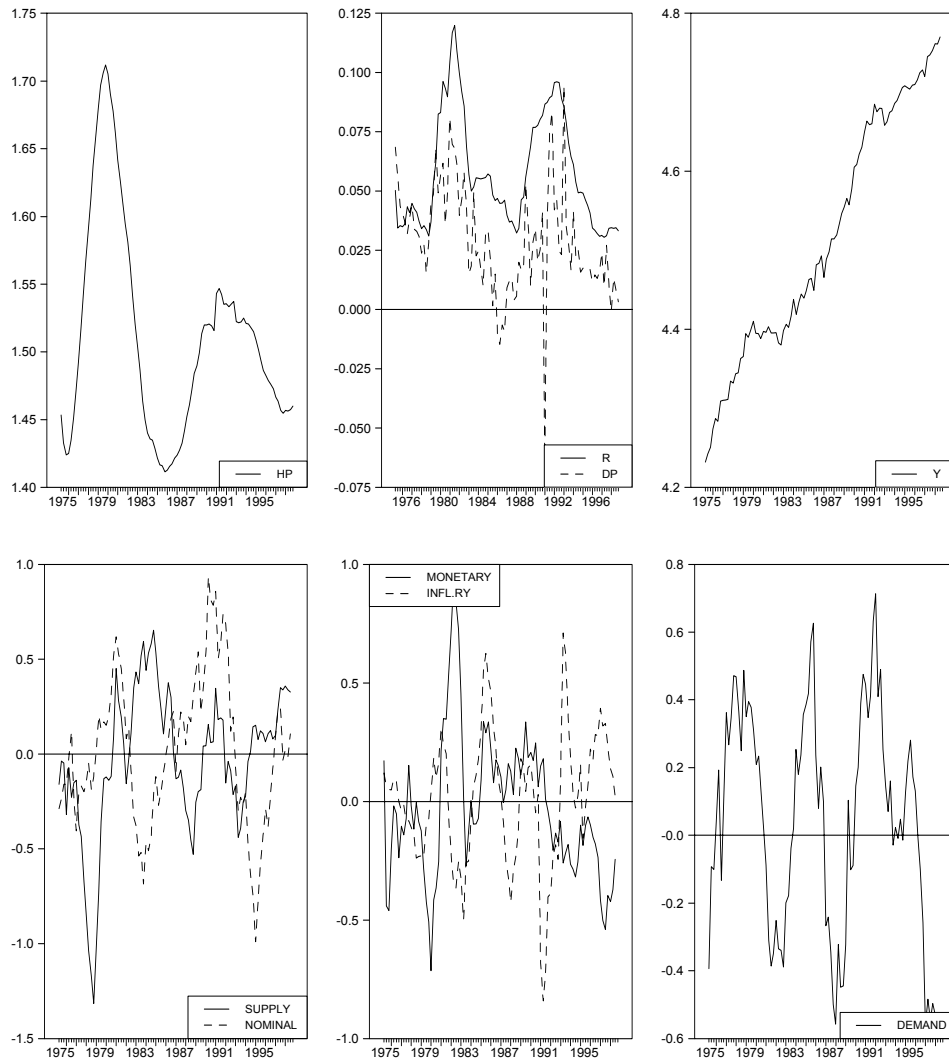 1.75
1.70
1.65
1.60
1.55
1.50
1.45
1.40
1975 1979 1983 1987 1991 1995
HP
0.125
0.100
0.075
0.050
0.025
0.000
-0.025
-0.050
-0.075
1976 1980 1984 1988 1992 1996
R
DP
4.8
4.6
4.4
4.2
1975 1979 1983 1987 1991 1995
Y
1.0
0.5
0.0
-0.5
-1.0
-1.5
1975 1979 1983 1987 1991 1995
SUPPLY
NOMINAL
1.0
0.5
0.0
-0.5
-1.0
1975 1979 1983 1987 1991 1995
MONETARY
INFL.RY
0.8
0.6
0.4
0.2
-0.0
-0.2
-0.4
-0.6
1975 1979 1983 1987 1991 1995
DEMAND